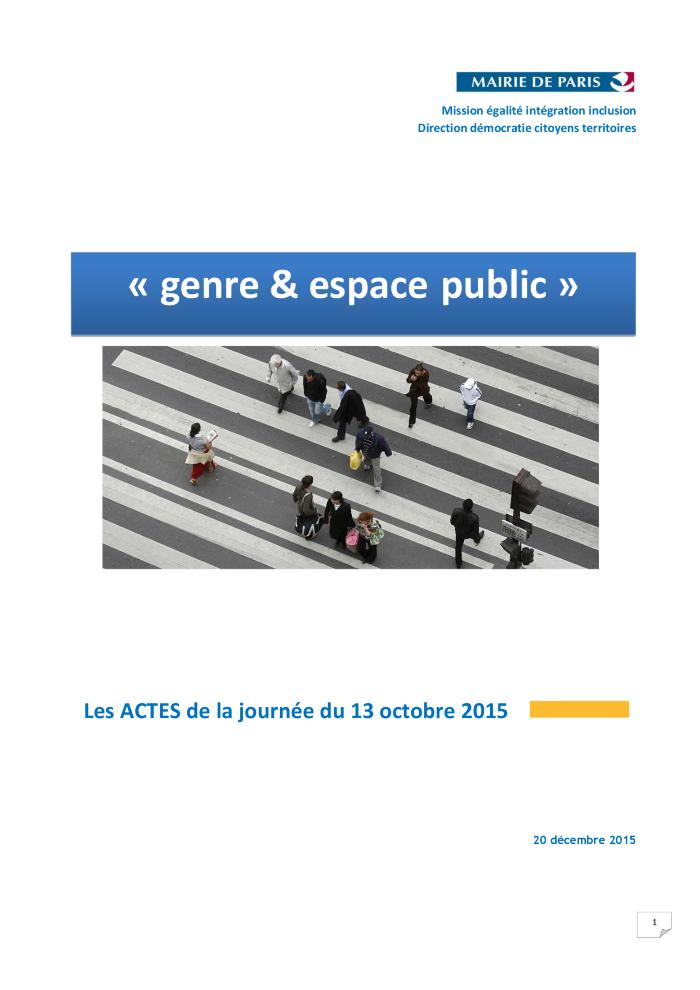 MAIRIE DE PARIS
Mission égalité intégration inclusion
Direction démocratie citoyens territoires
« genre & espace public »
Les ACTES de la journée du 13 octobre 2015
20 décembre 2015
1